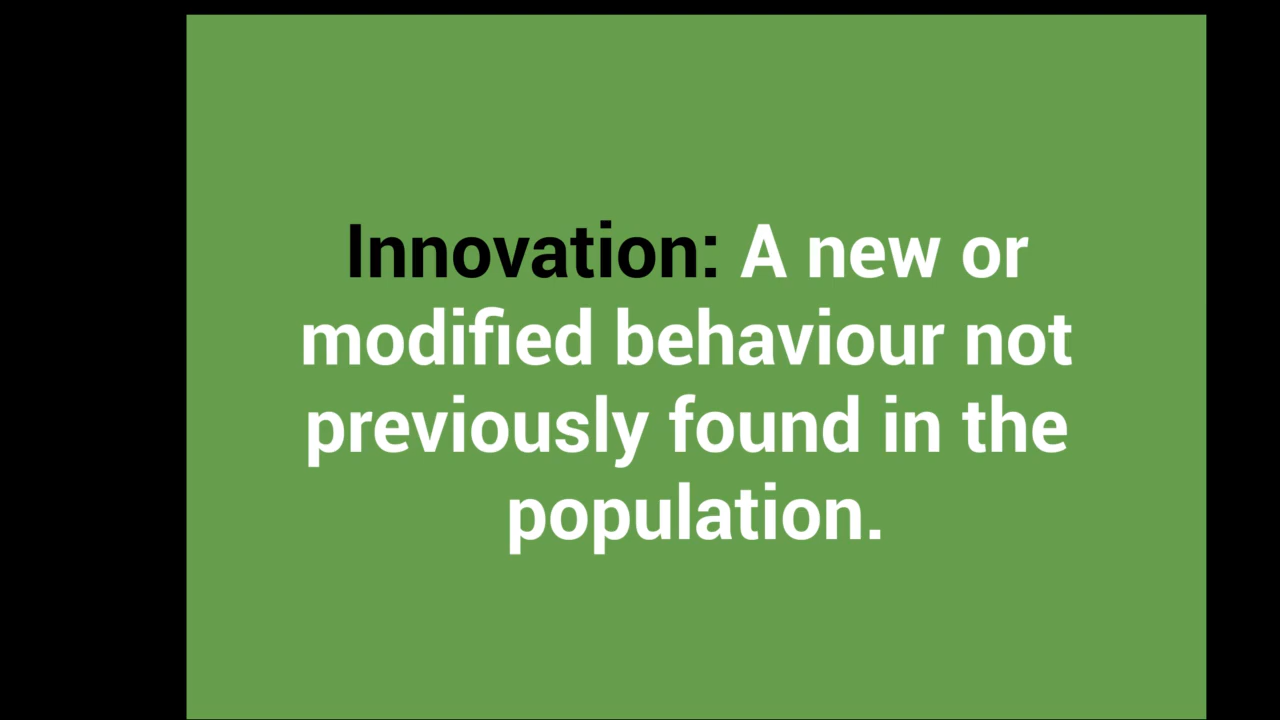 Innovation: A new or
modified behaviour not
previously found in the
population.